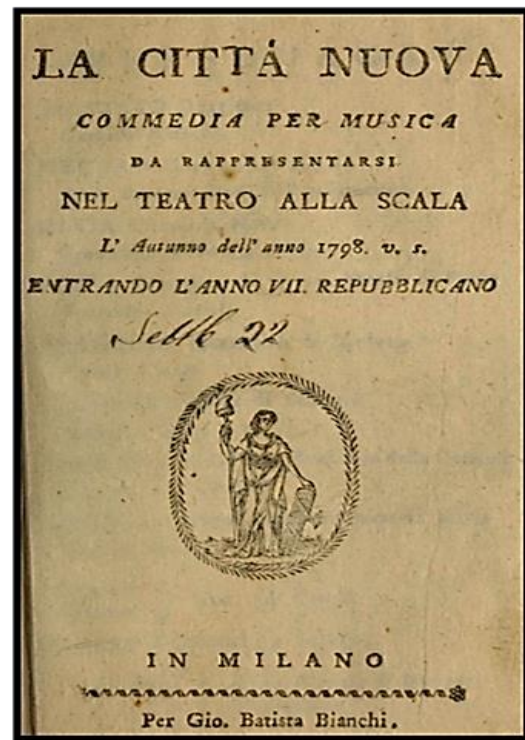 LA CITTÁ NUOVA
COMMEDIA PER MUSICA
DA RAPPRESENTARSI
NEL TEATRO ALLA SCALA
L' Autunno dell' anno 1798. v. s.
ENTRANDO L'ANNO VII. REPUBBLICANO
22
IN MILANO
Per Gio. Batista Bianchi.